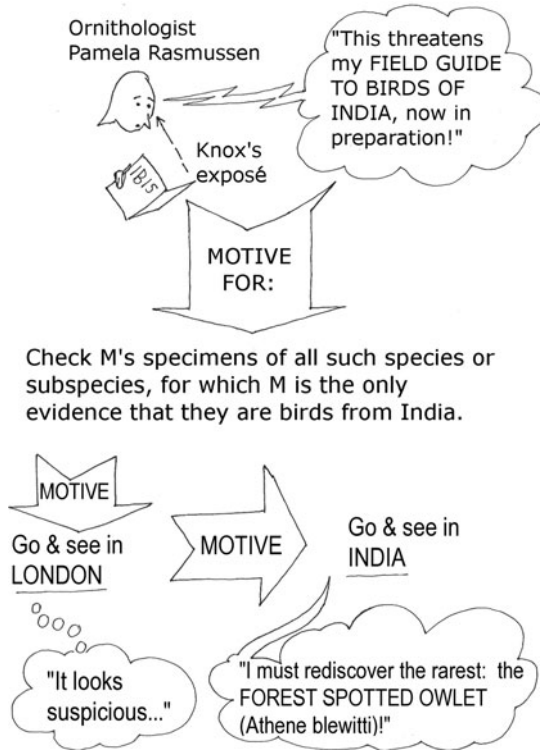 Ornithologist
Pamela Rasmussen
"This threatens
my FIELD GUIDE
TO BIRDS OF
INDIA, now in
preparation!"
IBIS
Knox's
exposé
MOTIVE
FOR:
Check M's specimens of all such species or
subspecies, for which M is the only
evidence that they are birds from India.
MOTIVE
Go & see in
LONDON
MOTIVE
Go & see in
INDIA
"It looks
suspicious..."
"I must rediscover the rarest: the
FOREST SPOTTED OWLET
(Athene blewitti)!"